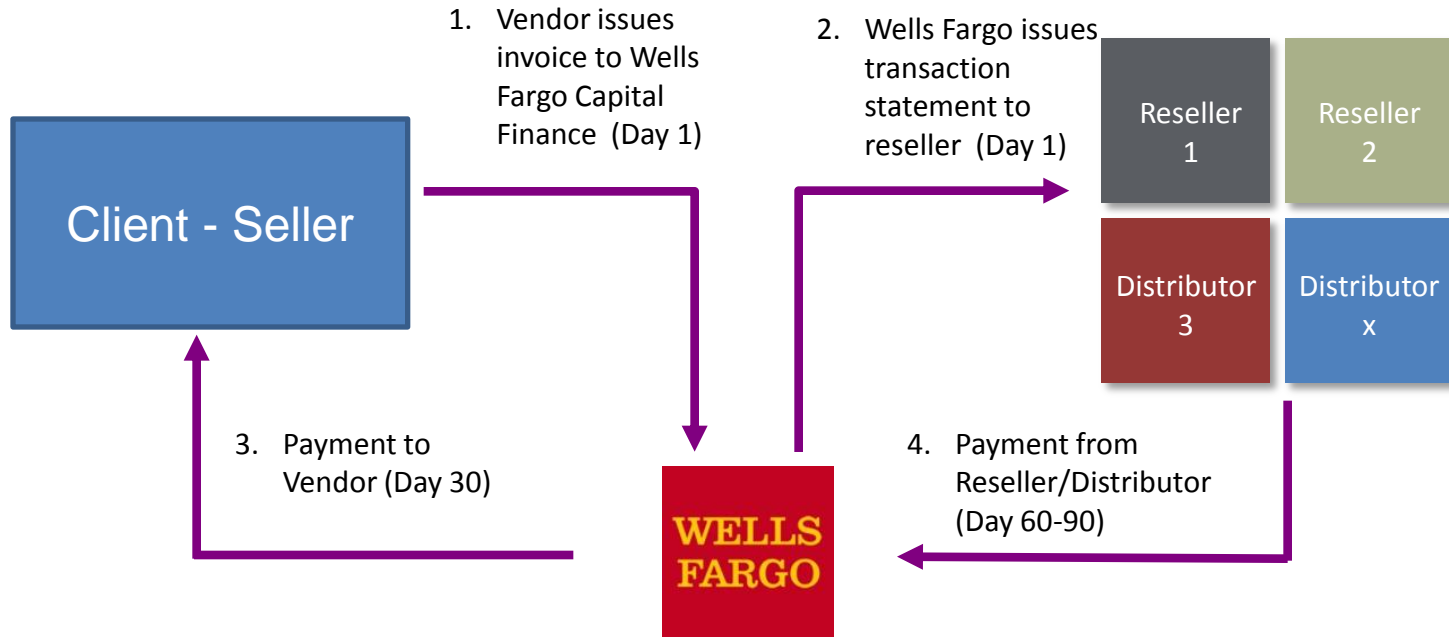 1. Vendor issues
invoice to Wells
Fargo Capital
Finance (Day 1)
2. Wells Fargo issues
transaction
statement to
reseller (Day 1)
Reseller
1
Reseller
2
Client - Seller
Distributor
3
Distributor
x
3. Payment to
Vendor (Day 30)
4. Payment from
Reseller/Distributor
(Day 60-90)
WELLS
FARGO